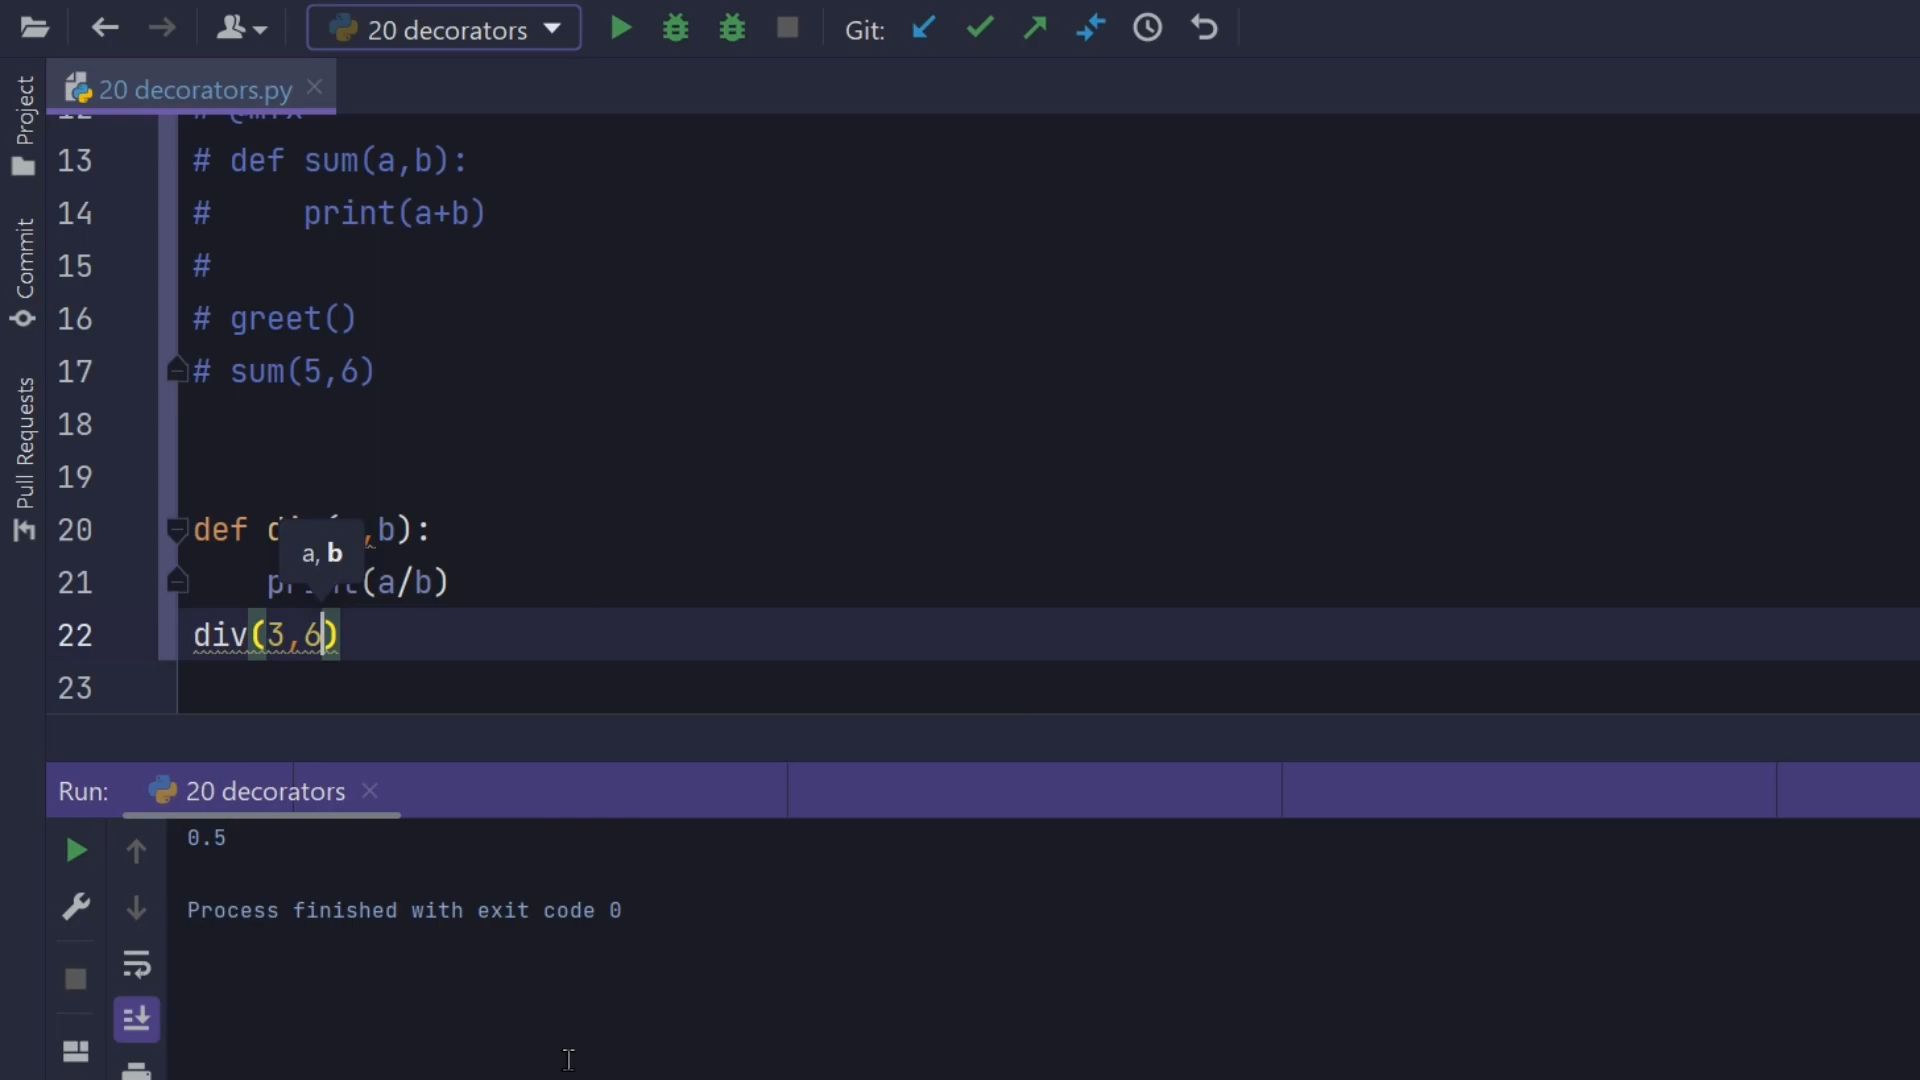 20 decorators
Git:
20 decorators.py
Project
Commit
Pull Requests
13 # def sum(a,b):
14 #     print(a+b)
15 #
16 # greet()
17 # sum(5,6)
18
19
20 def ,b):
a, b
21 (a/b)
22 div(3,6)
23
Run: 20 decorators
0.5
Process finished with exit code 0